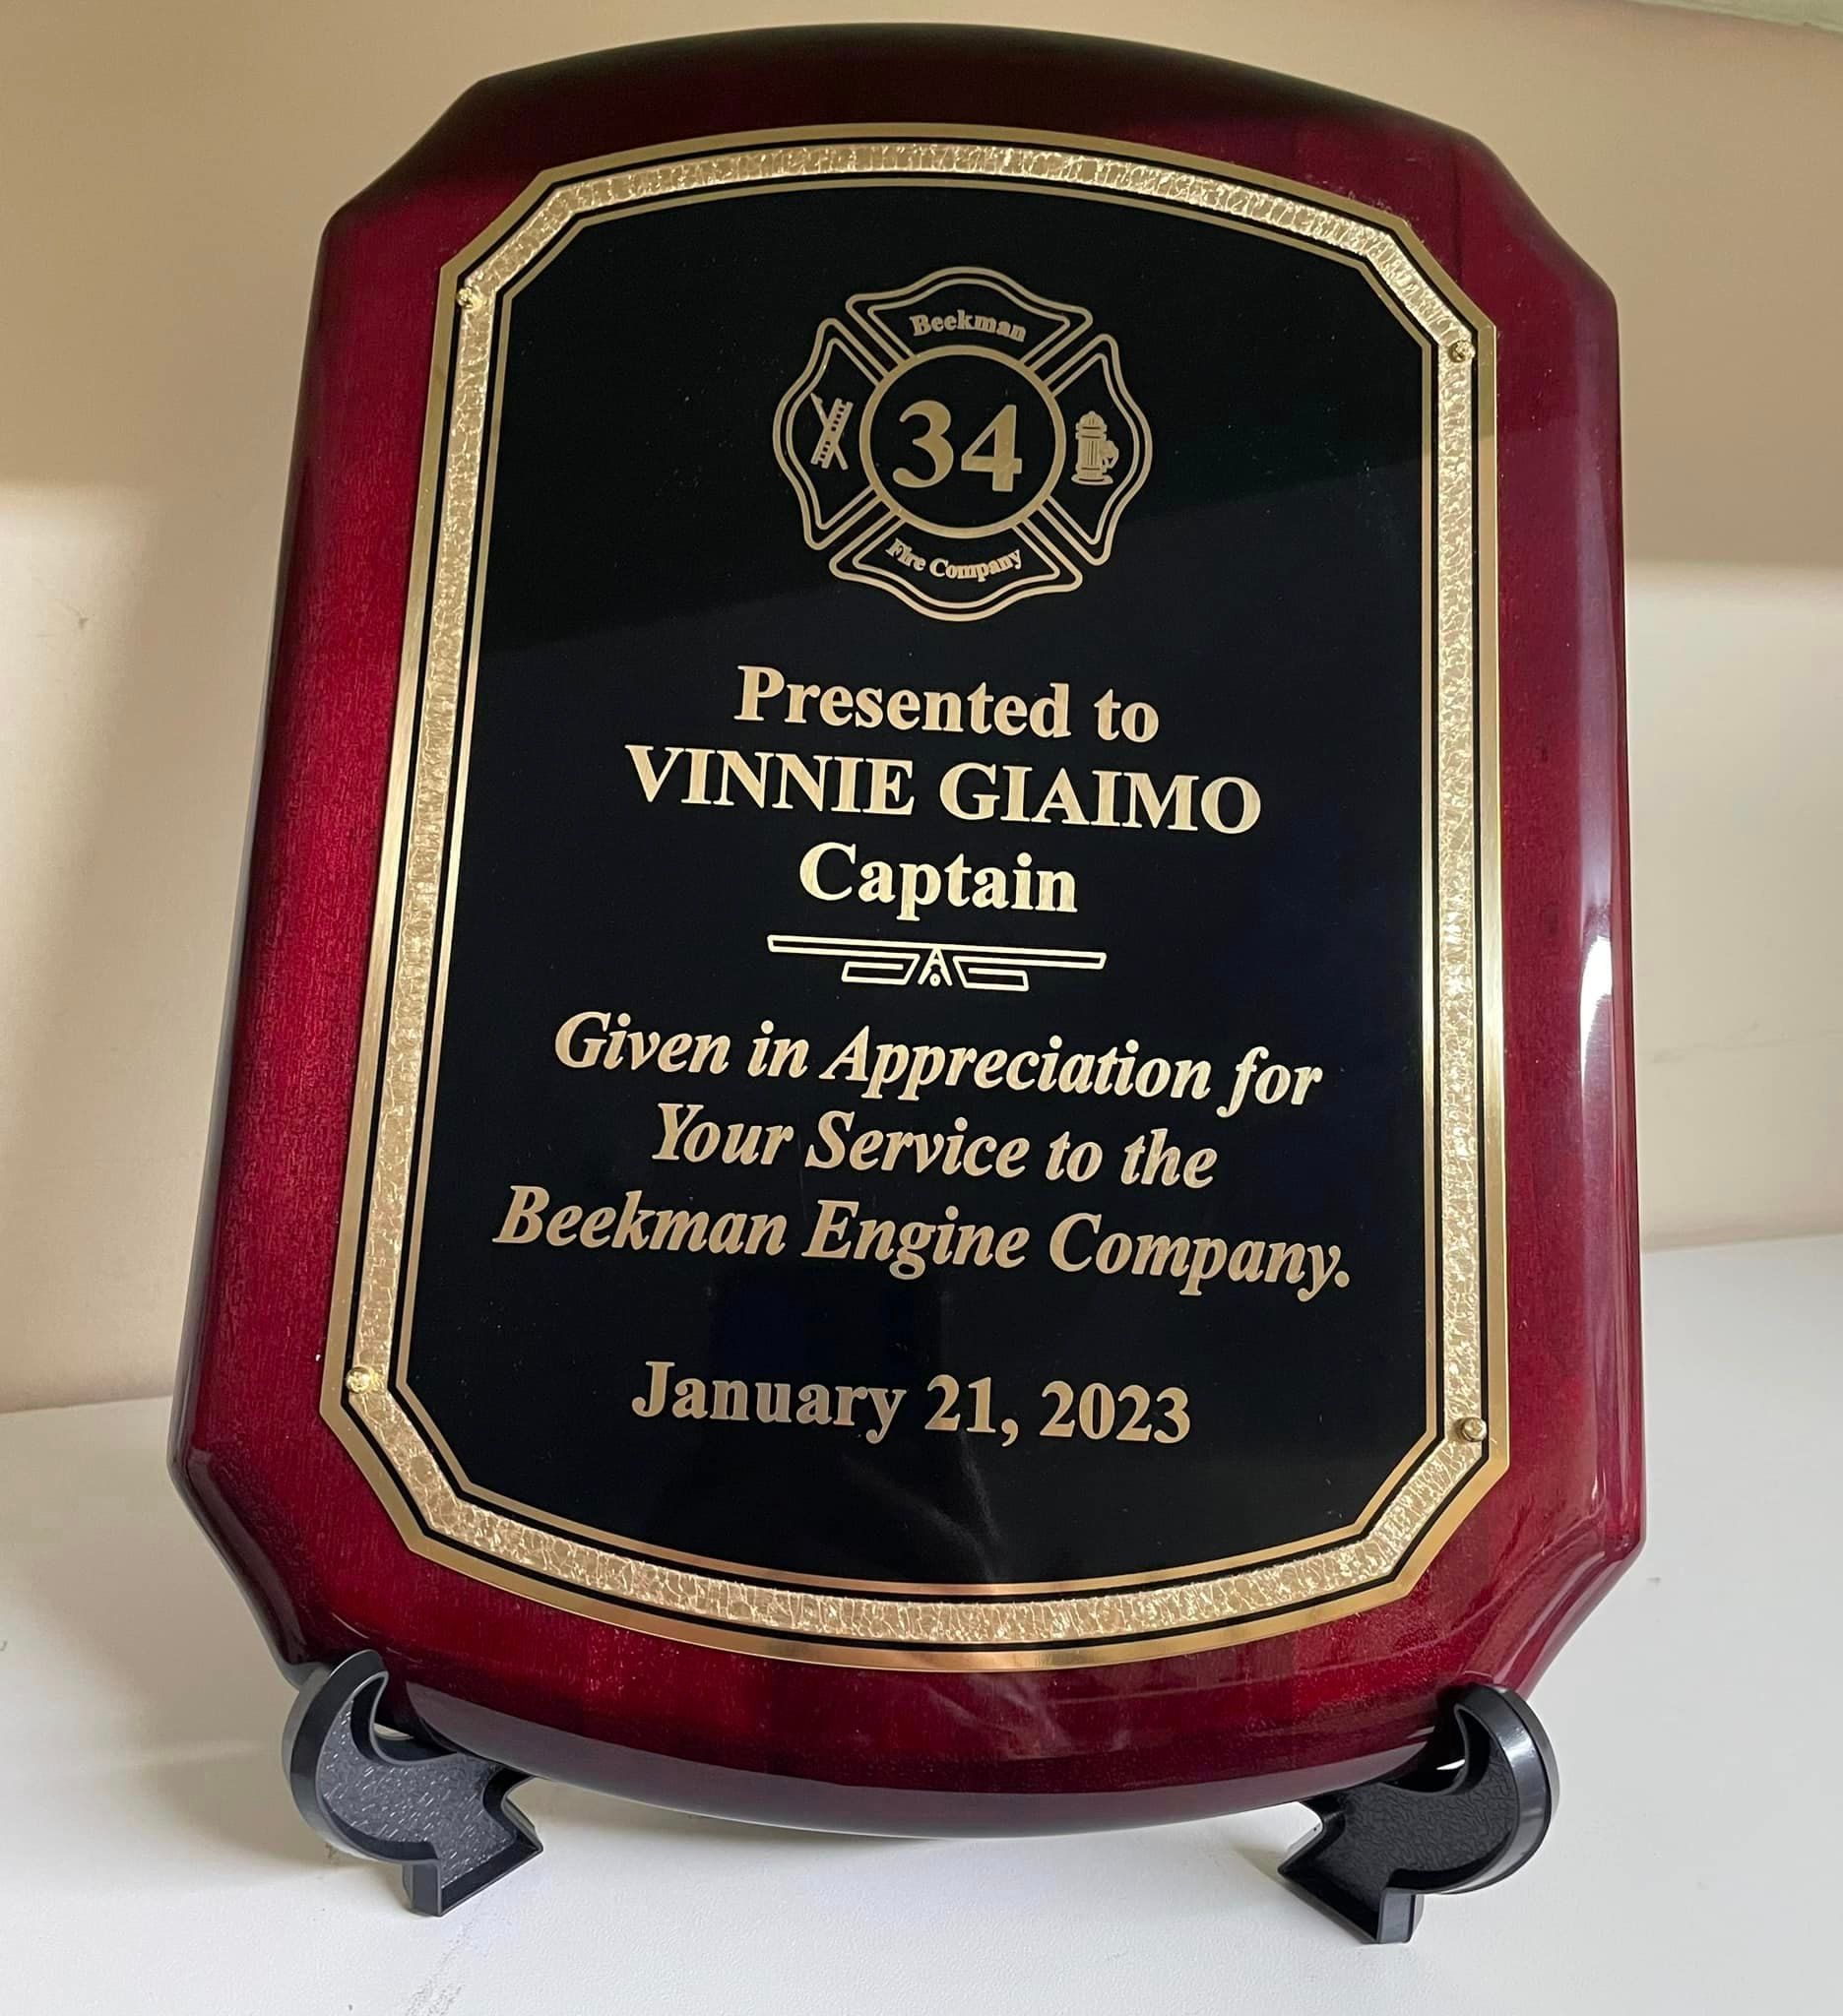 Beekman
34
Fire Company
Presented to
VINNIE GIAIMO
Captain
Given in Appreciation for
Your Service to the
Beekman Engine Company.
January 21, 2023